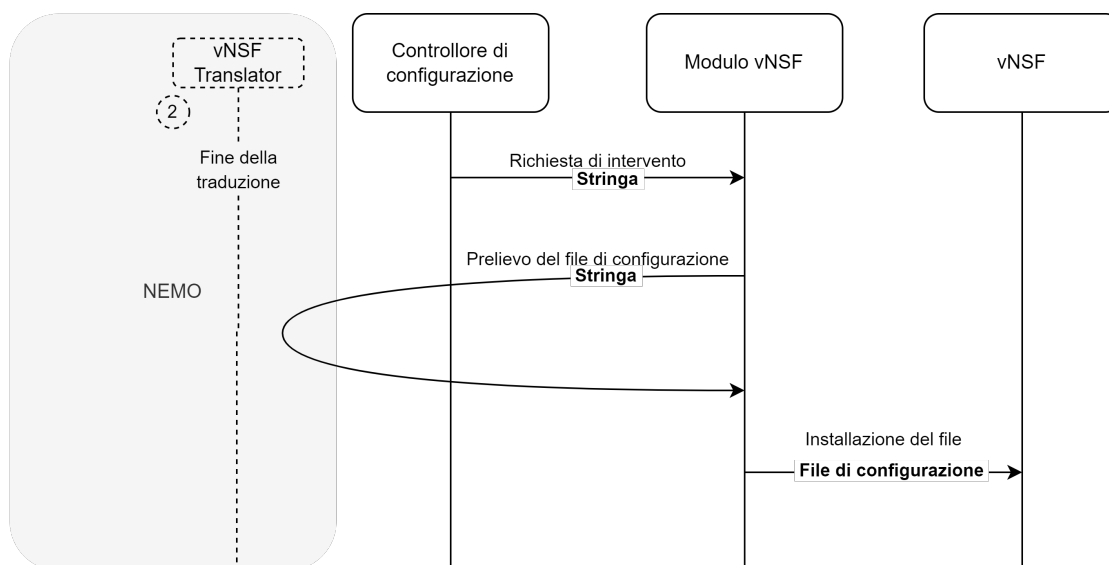 vNSF
Translator
Controllore di
configurazione
Modulo vNSF
vNSF
2
Fine della
traduzione
Richiesta di intervento
Stringa
Prelievo del file di configurazione
Stringa
NEMO
Installazione del file
File di configurazione